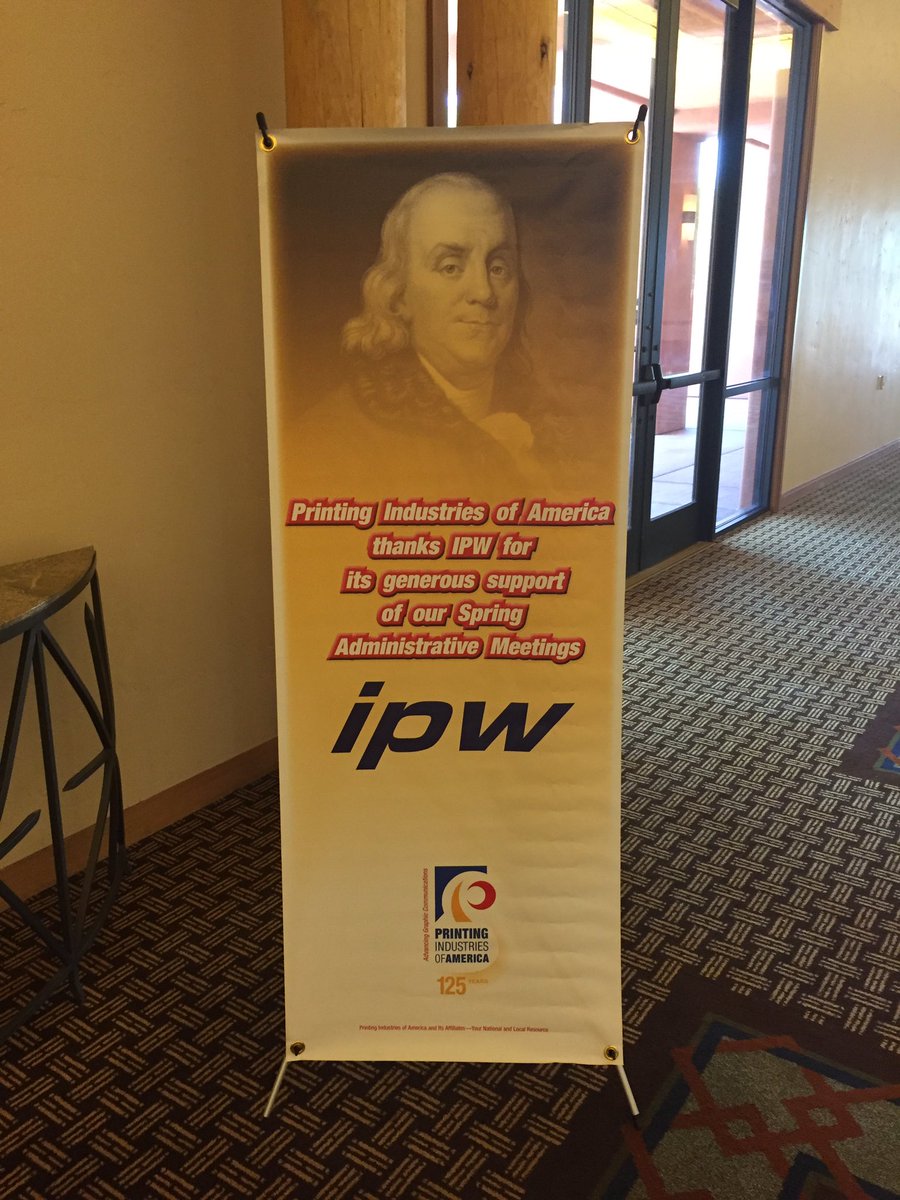 Printing Industries of America
thanks IPW for
its generous support
of our Spring
Administrative Meetings
ipw
Advancing Graphic Communications
PRINTING
INDUSTRIES
OF AMERICA
125 YEARS
Printing Industries of America and Its Affiliates—Your National and Local Resource